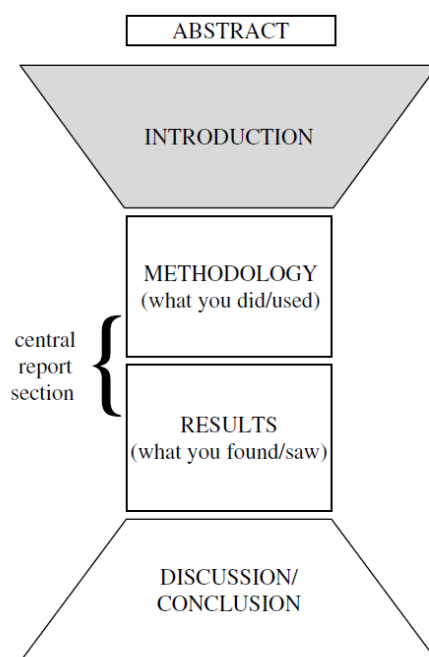 ABSTRACT
INTRODUCTION
METHODOLOGY
(what you did/used)
central
report
section
RESULTS
(what you found/saw)
DISCUSSION/
CONCLUSION